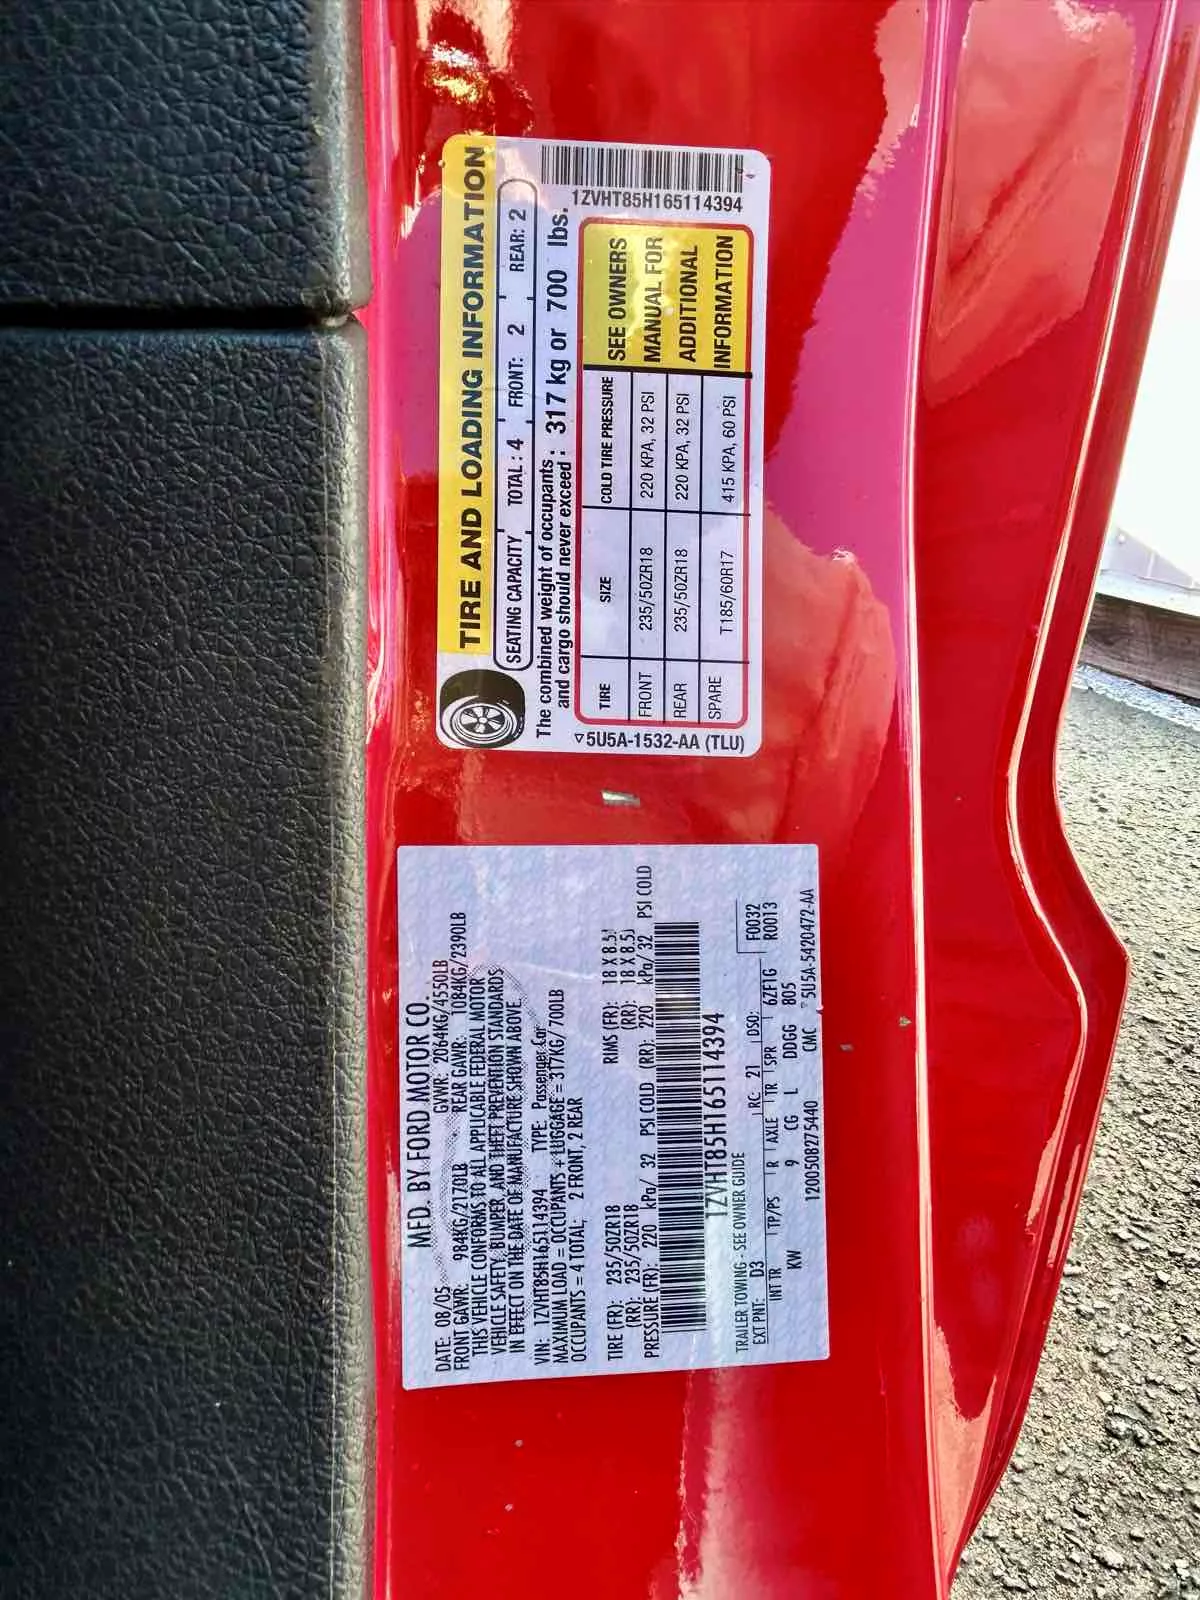 TIRE AND LOADING INFORMATION
SEATING CAPACITY TOTAL : 4 FRONT: 2 REAR: 2
The combined weight of occupants
and cargo should never exceed : 317 kg or 700 lbs.
1ZVHT85H165114394
TIRE SIZE COLD TIRE PRESSURE
FRONT 235/50ZR18 220 KPA, 32 PSI
REAR 235/50ZR18 220 KPA, 32 PSI
SPARE T185/60R17 415 KPA, 60 PSI
SEE OWNERS
MANUAL FOR
ADDITIONAL
INFORMATION
5U5A-1532-AA (TLU)
MFD. BY FORD MOTOR CO.
DATE: 08/05 GVWR: 2064KG/4550LB
FRONT GAWR: 984KG/2170LB REAR GAWR: 1084KG/2390LB
THIS VEHICLE CONFORMS TO ALL APPLICABLE FEDERAL MOTOR
VEHICLE SAFETY, BUMPER, AND THEFT PREVENTION STANDARDS
IN EFFECT ON THE DATE OF MANUFACTURE SHOWN ABOVE.
VIN: 1ZVHT85H165114394 TYPE: Passenger Car
MAXIMUM LOAD = OCCUPANTS + LUGGAGE = 317KG/700LB
OCCUPANTS = 4 TOTAL; 2 FRONT, 2 REAR
TIRE (FR): 235/50ZR18 RIMS (FR): 18 X 8.5J
(RR): 235/50ZR18 (RR): 18 X 8.5J
PRESSURE (FR): 220 kPa/ 32 PSI COLD (RR): 220 kPa/ 32 PSI COLD
1ZVHT85H165114394
TRAILER TOWING - SEE OWNER GUIDE
F0032
R0013
EXT PNT: D3 RC: 21 DSO:
INT TR TP/PS R AXLE TR SPR 6ZF1G
KW 9 CG L DDGG 805
1200508275440 CMC 5U5A-5420472-AA